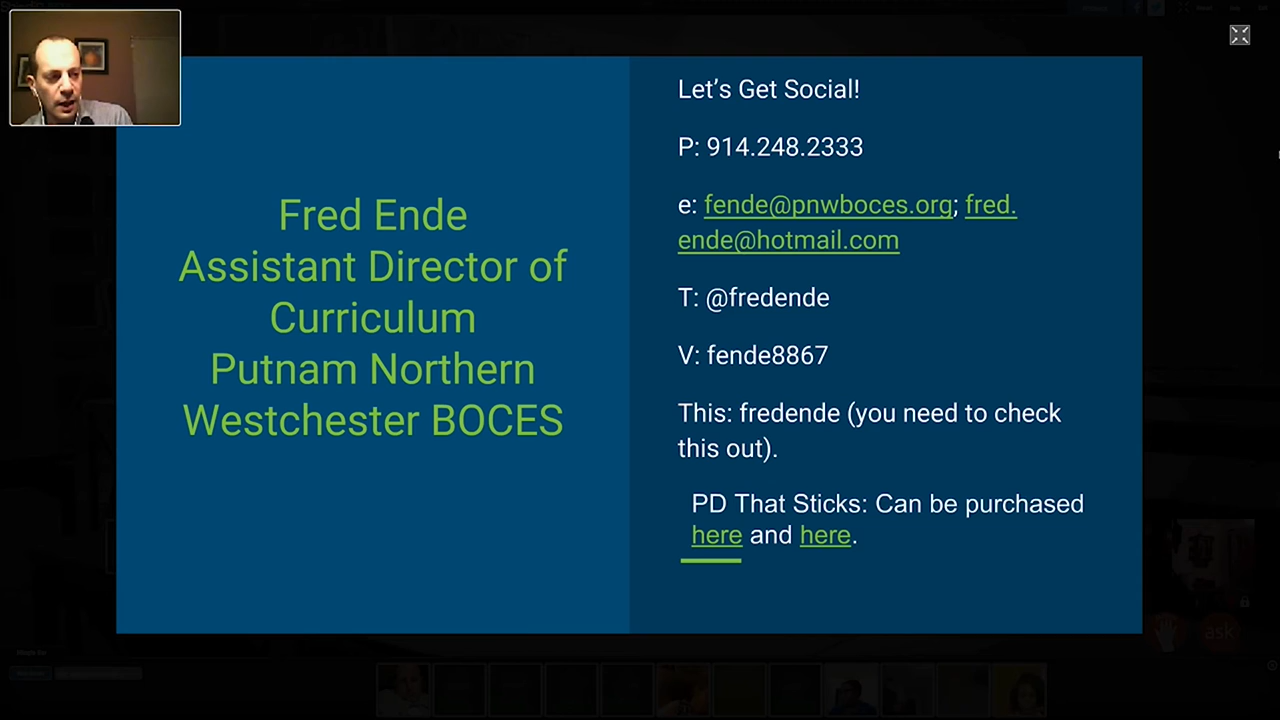 Fred Ende
Assistant Director of
Curriculum
Putnam Northern
Westchester BOCES
Let's Get Social!
P: 914.248.2333
e: fende@pnwboces.org; fred.
ende@hotmail.com
T: @fredende
V: fende8867
This: fredende (you need to check
this out).
PD That Sticks: Can be purchased
here and here.
ask